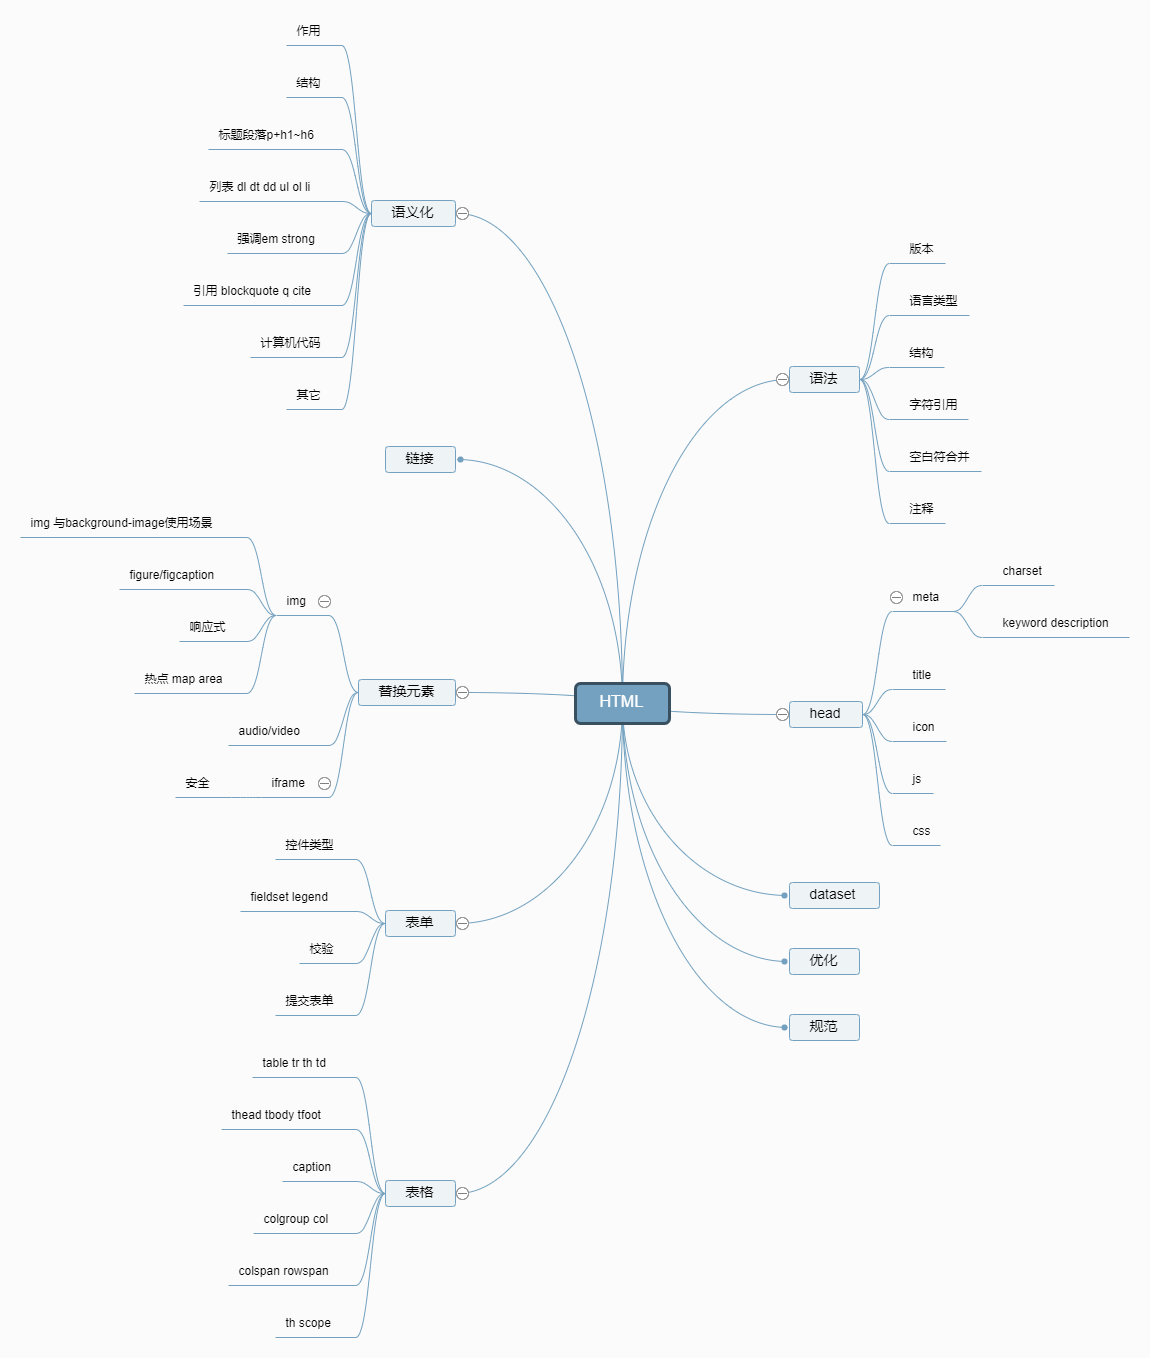 HTML
语义化
作用
结构
标题段落p+h1~h6
列表 dl dt dd ul ol li
强调em strong
引用 blockquote q cite
计算机代码
其它
链接
替换元素
img
img 与background-image使用场景
figure/figcaption
响应式
热点 map area
audio/video
iframe
安全
表单
控件类型
fieldset legend
校验
提交表单
表格
table tr th td
thead tbody tfoot
caption
colgroup col
colspan rowspan
th scope
语法
版本
语言类型
结构
字符引用
空白符合并
注释
head
meta
charset
keyword description
title
icon
js
css
dataset
优化
规范